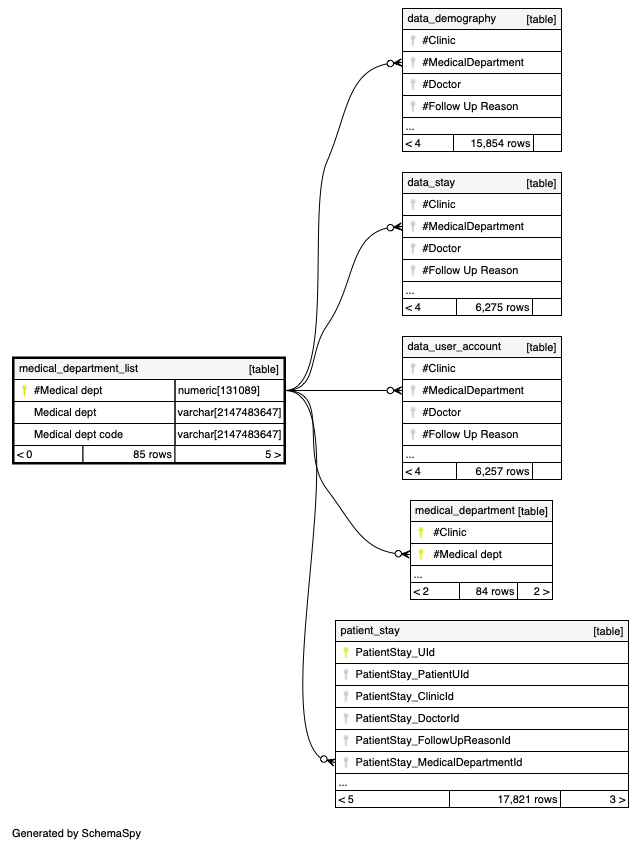 data_demography [table]
#Clinic
#MedicalDepartment
#Doctor
#Follow Up Reason
...
< 4 15,854 rows
data_stay [table]
#Clinic
#MedicalDepartment
#Doctor
#Follow Up Reason
...
< 4 6,275 rows
data_user_account [table]
#Clinic
#MedicalDepartment
#Doctor
#Follow Up Reason
...
< 4 6,257 rows
medical_department_list [table]
#Medical dept numeric[131089]
Medical dept varchar[2147483647]
Medical dept code varchar[2147483647]
< 0 85 rows 5 >
medical_department [table]
#Clinic
#Medical dept
...
< 2 84 rows 2 >
patient_stay [table]
PatientStay_UId
PatientStay_PatientUId
PatientStay_ClinicId
PatientStay_DoctorId
PatientStay_FollowUpReasonId
PatientStay_MedicalDepartmentId
...
< 5 17,821 rows 3 >
Generated by SchemaSpy